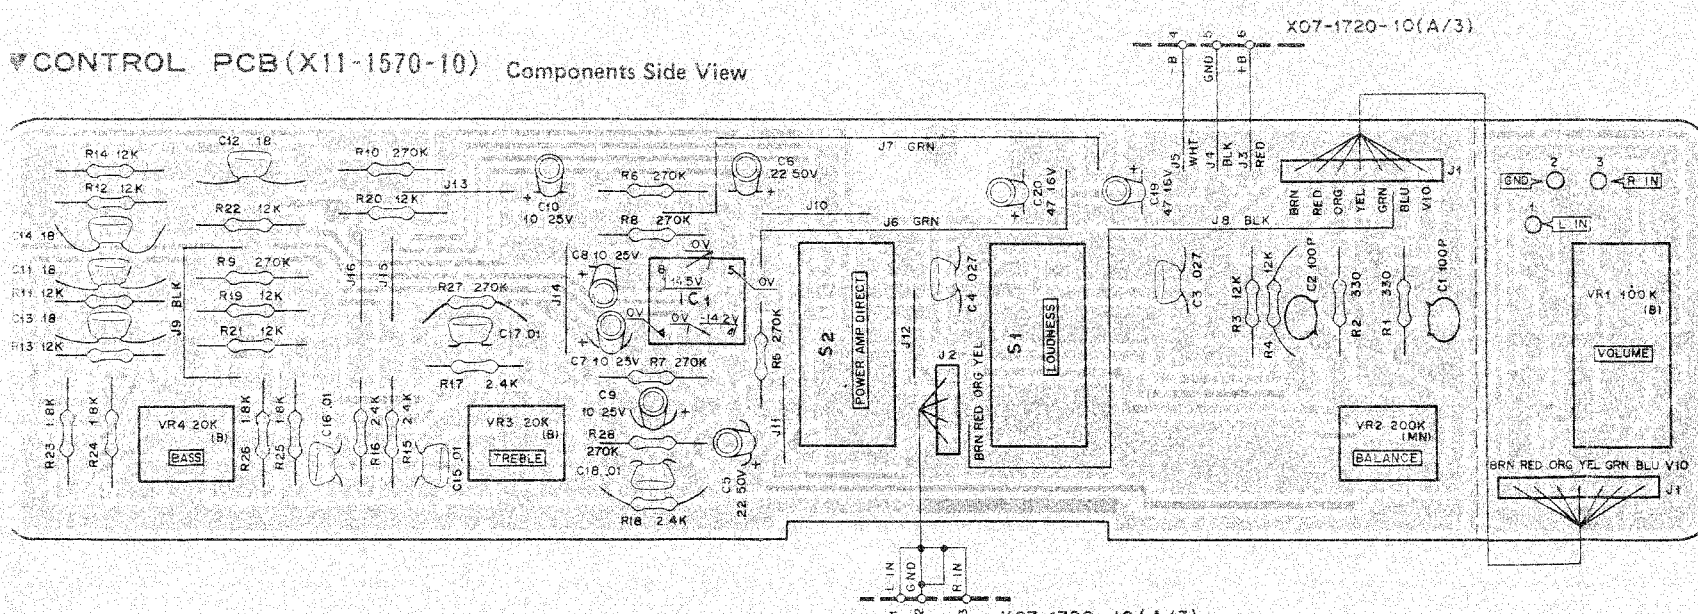 X07-1720-10(A/3)
▼CONTROL PCB(X11-1570-10) Components Side View
4 5 6
-B GND +B
WHT BLK RED
J5 J4 J3
R14 12K
C12 .18
R10 270K
J7 GRN
C6
22 50V
R6 270K
R12 12K
J13
C10
10 25V
R22 12K
R20 12K
R8 270K
J10
J6 GRN
C20
47 16V
C19
47 16V
J8 BLK
J1
BRN RED ORG YEL GRN BLU VIO
2 3
GND R IN
L IN
C14 .18
C11 .18
R11 12K
C13 .18
R13 12K
J9 BLK
R9 270K
R19 12K
R21 12K
J16
J15
R27 270K
C17 .01
R17 2.4K
J14
C8 10 25V
C7 10 25V
0V
8 5
14.5V
IC1
0V
0V
0V -14.2V
4
R7 270K
270K
S2
POWER AMP DIRECT
C4 .027
J12
S1
LOUDNESS
J2
BRN RED ORG YEL
C3 .027
R3 12K
R4 12K
C2 100P
R2 330
R1 330
C1 100P
VR1 100K
(B)
VOLUME
R23 1.8K
R24 1.8K
VR4 20K
(B)
BASS
R26 1.8K
R25 1.8K
C16 .01
R16 2.4K
R15 2.4K
C15 .01
VR3 20K
(B)
TREBLE
C9
10 25V
R28
270K
C18 .01
R18 2.4K
C5
22 50V
J11
VR2 200K
(MN)
BALANCE
BRN RED ORG YEL GRN BLU VIO
J1
L IN
GND
R IN
2 3
X07-1720-10(A/3)